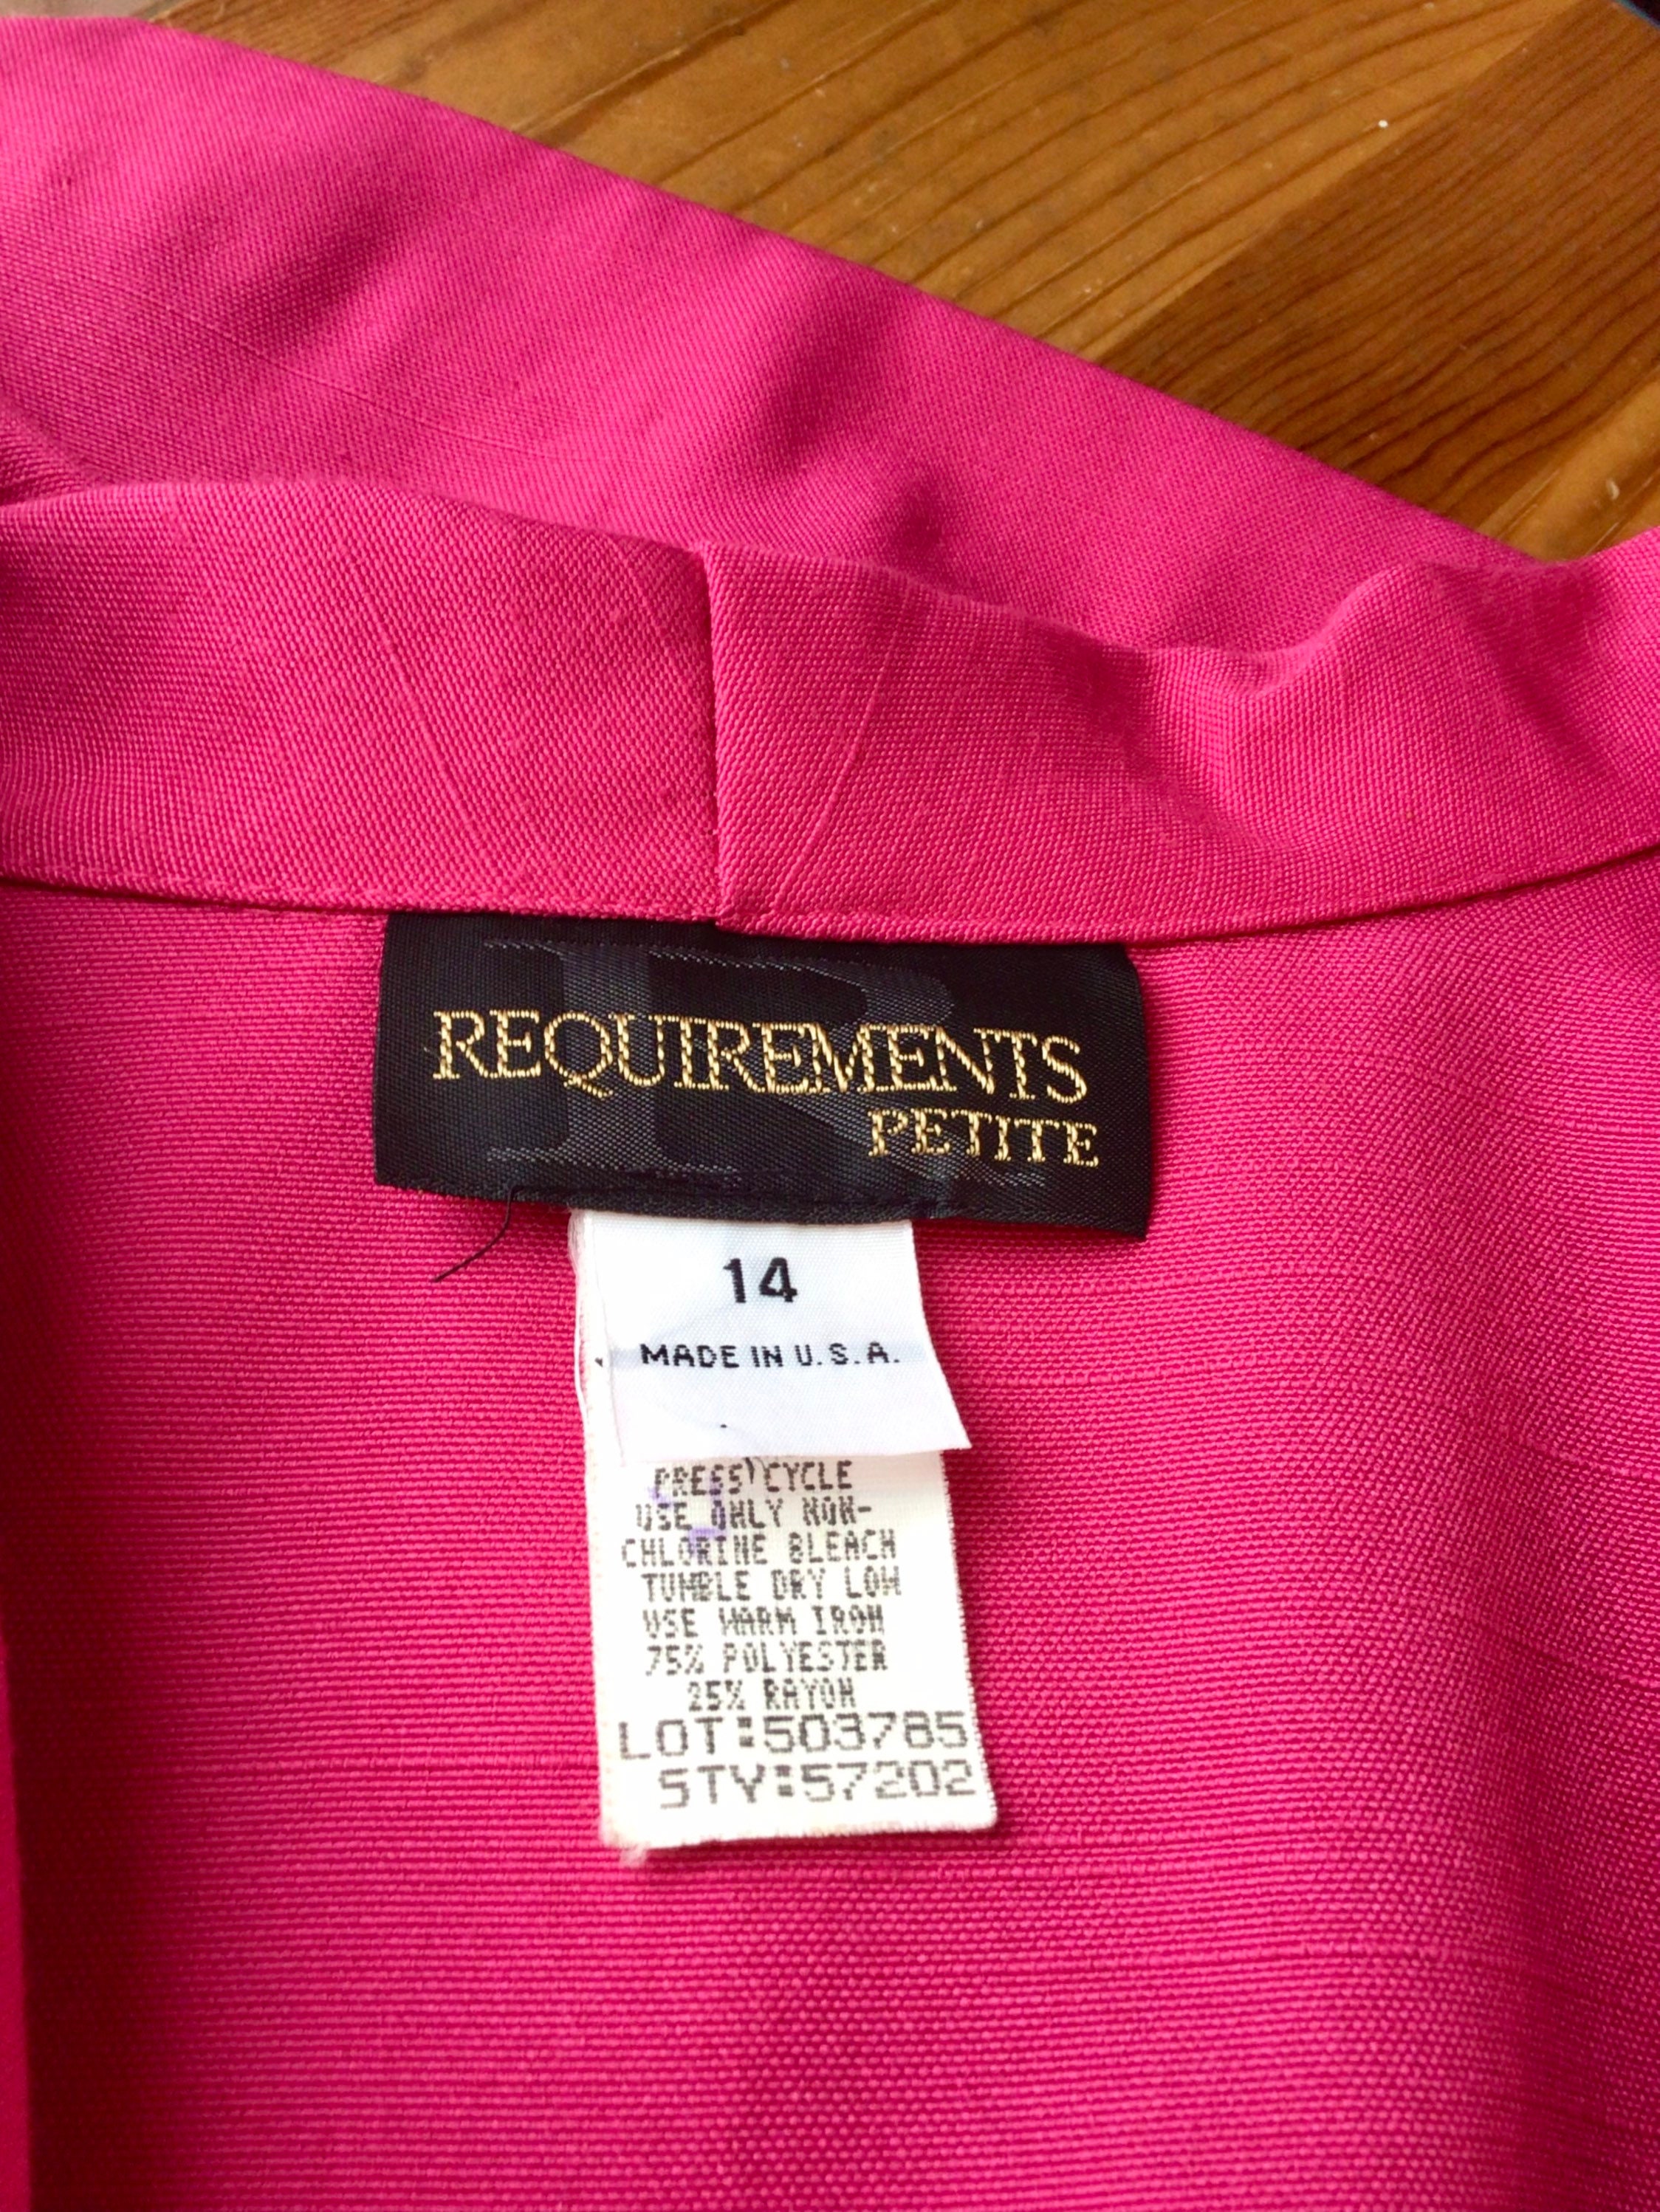 REQUIREMENTS
PETITE
14
MADE IN U.S.A.
PRESS CYCLE
USE ONLY NON-
CHLORINE BLEACH
TUMBLE DRY LOW
USE WARM IRON
75% POLYESTER
25% RAYON
LOT:503785
STY:57202